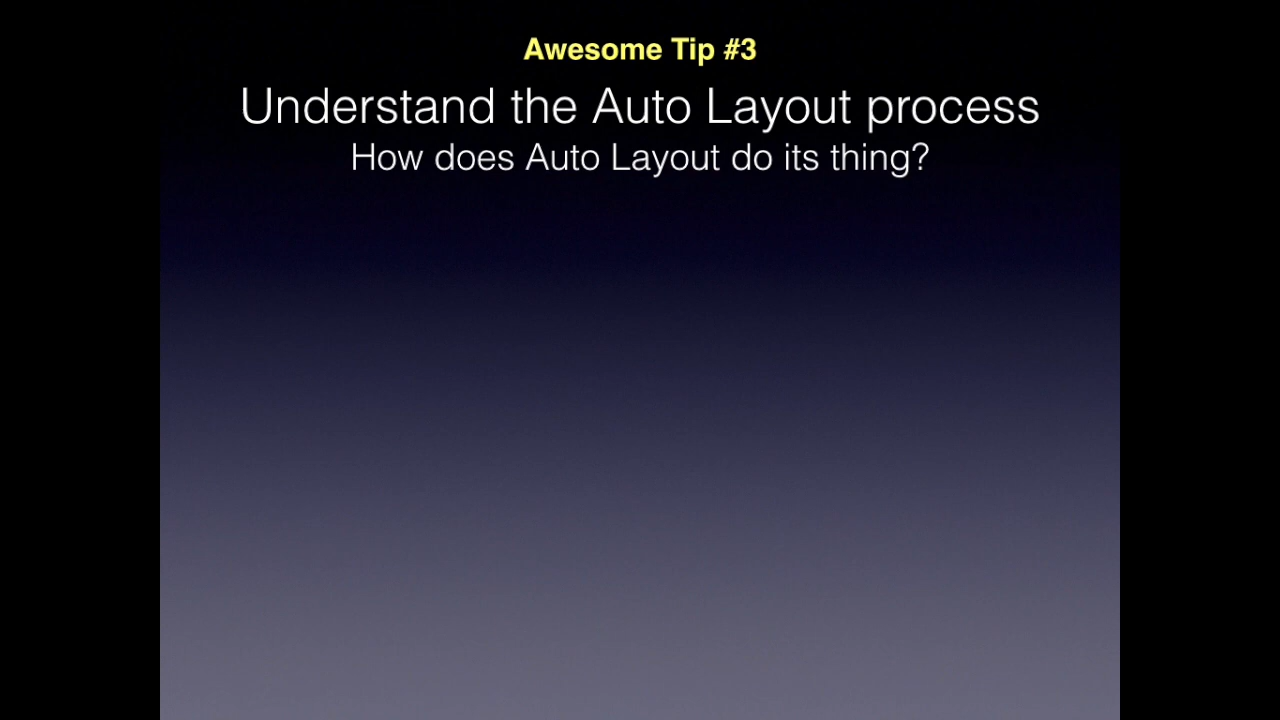 Awesome Tip #3
Understand the Auto Layout process
How does Auto Layout do its thing?